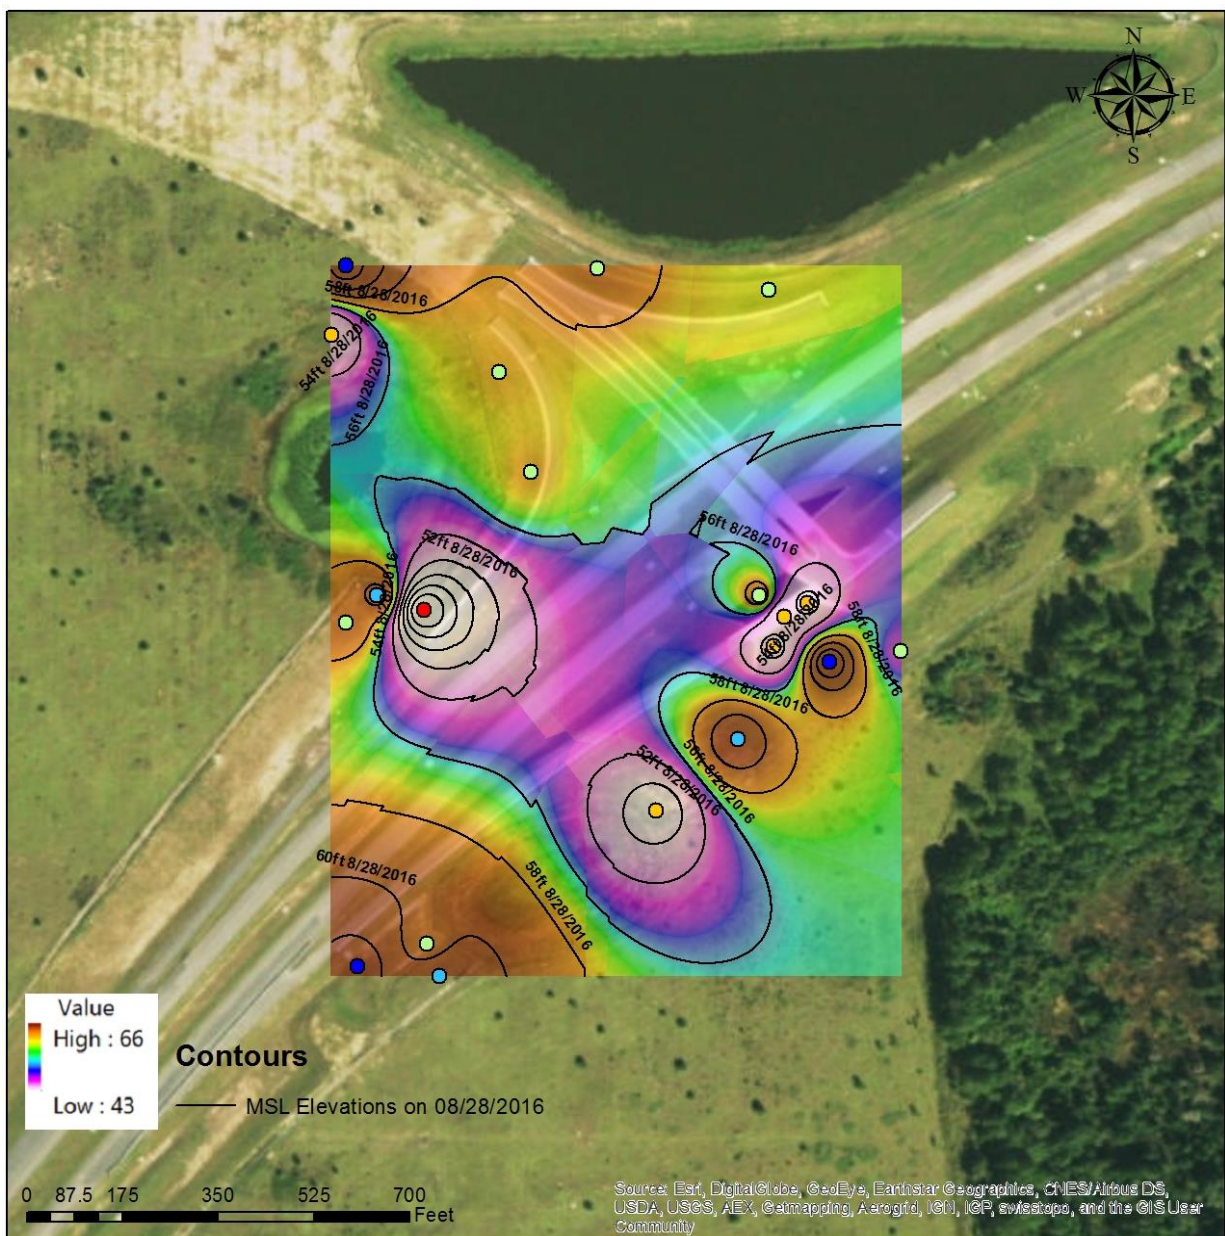 N
W E
S
58ft 8/28/2016
54ft 8/28/2016
56ft 8/28/2016
52ft 8/28/2016
56ft 8/28/2016
54ft 8/28/2016
8/28/2016
58ft 8/28/2016
58ft 8/28/2016
56ft 8/28/2016
52ft 8/28/2016
60ft 8/28/2016
58ft 8/28/2016
Value
High : 66
Low : 43
Contours
MSL Elevations on 08/28/2016
0 87.5 175 350 525 700
Feet
Source: Esri, DigitalGlobe, GeoEye, Earthstar Geographics, CNES/Airbus DS,
USDA, USGS, AEX, Getmapping, Aerogrid, IGN, IGP, swisstopo, and the GIS User
Community